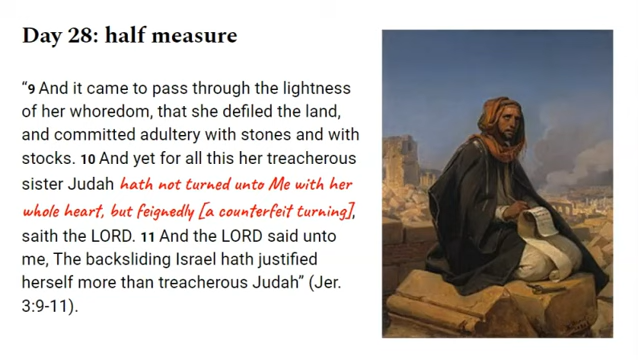 Day 28: half measure
“9 And it came to pass through the lightness
of her whoredom, that she defiled the land,
and committed adultery with stones and with
stocks. 10 And yet for all this her treacherous
sister Judah hath not turned unto Me with her
whole heart, but feignedly [a counterfeit turning],
saith the LORD. 11 And the LORD said unto
me, The backsliding Israel hath justified
herself more than treacherous Judah” (Jer.
3:9-11).